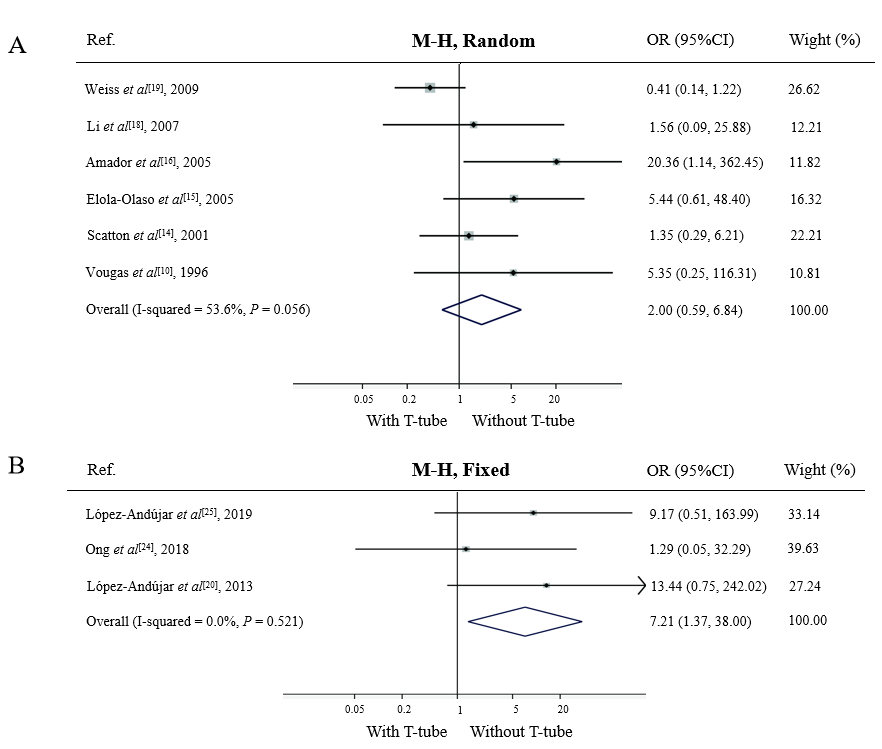 A
Ref. M-H, Random OR (95%CI) Wight (%)
Weiss et al[19], 2009 0.41 (0.14, 1.22) 26.62
Li et al[18], 2007 1.56 (0.09, 25.88) 12.21
Amador et al[16], 2005 20.36 (1.14, 362.45) 11.82
Elola-Olaso et al[15], 2005 5.44 (0.61, 48.40) 16.32
Scatton et al[14], 2001 1.35 (0.29, 6.21) 22.21
Vougas et al[10], 1996 5.35 (0.25, 116.31) 10.81
Overall (I-squared = 53.6%, P = 0.056) 2.00 (0.59, 6.84) 100.00
0.05 0.2 1 5 20
With T-tube Without T-tube
B
Ref. M-H, Fixed OR (95%CI) Wight (%)
López-Andújar et al[25], 2019 9.17 (0.51, 163.99) 33.14
Ong et al[24], 2018 1.29 (0.05, 32.29) 39.63
López-Andújar et al[20], 2013 13.44 (0.75, 242.02) 27.24
Overall (I-squared = 0.0%, P = 0.521) 7.21 (1.37, 38.00) 100.00
0.05 0.2 1 5 20
With T-tube Without T-tube